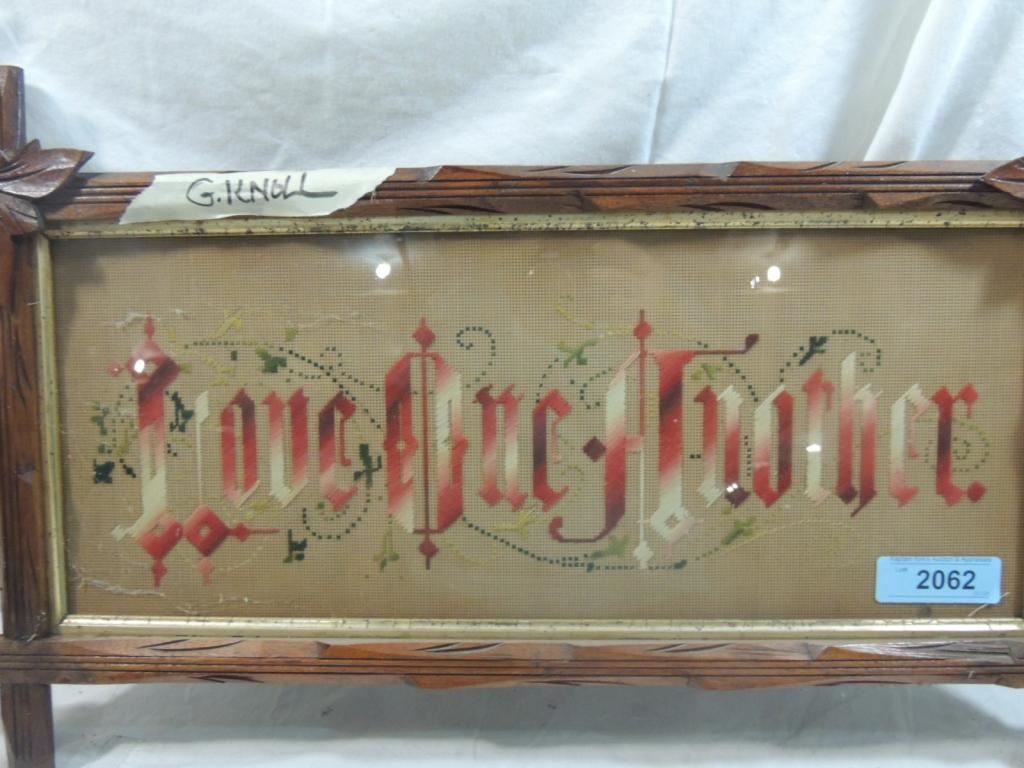 G.KNOLL
Love One Another.
2062